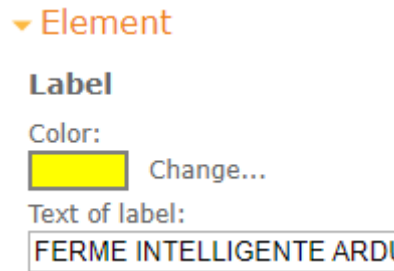 Element
Label
Color:
Change...
Text of label:
FERME INTELLIGENTE